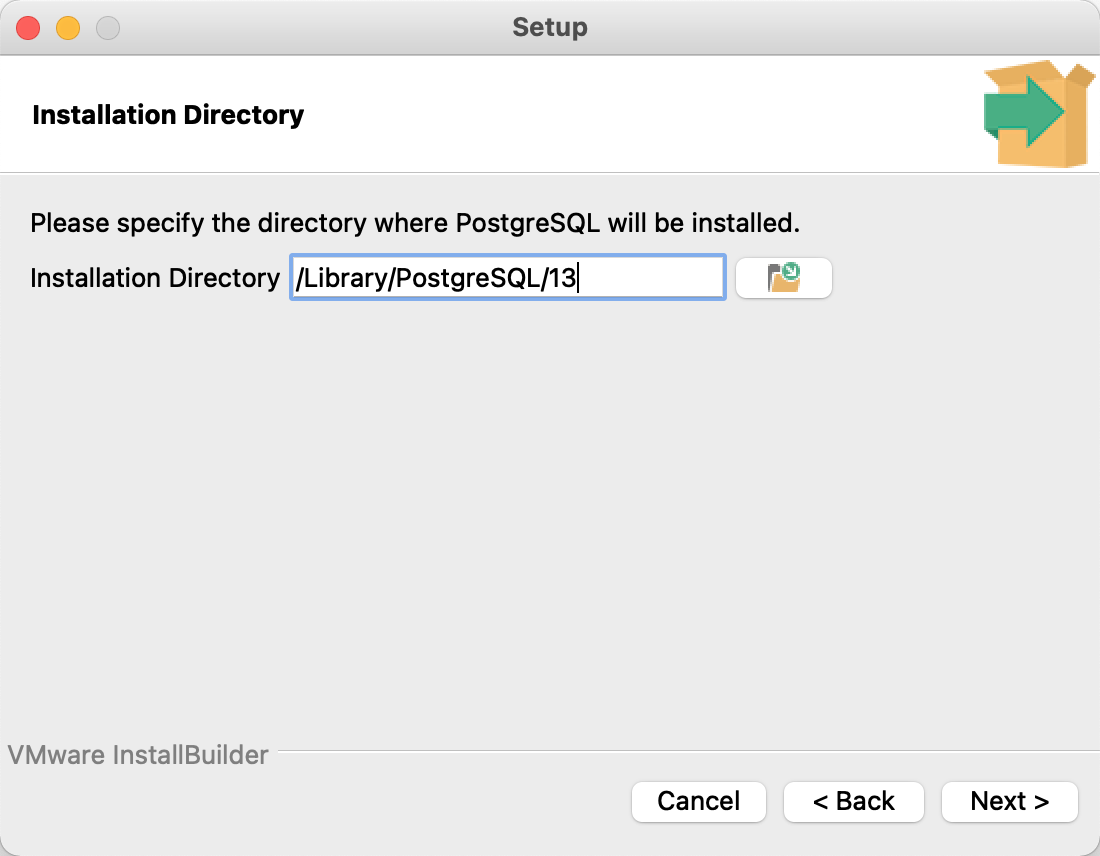 Setup
Installation Directory
Please specify the directory where PostgreSQL will be installed.
Installation Directory /Library/PostgreSQL/13
VMware InstallBuilder
Cancel < Back Next >